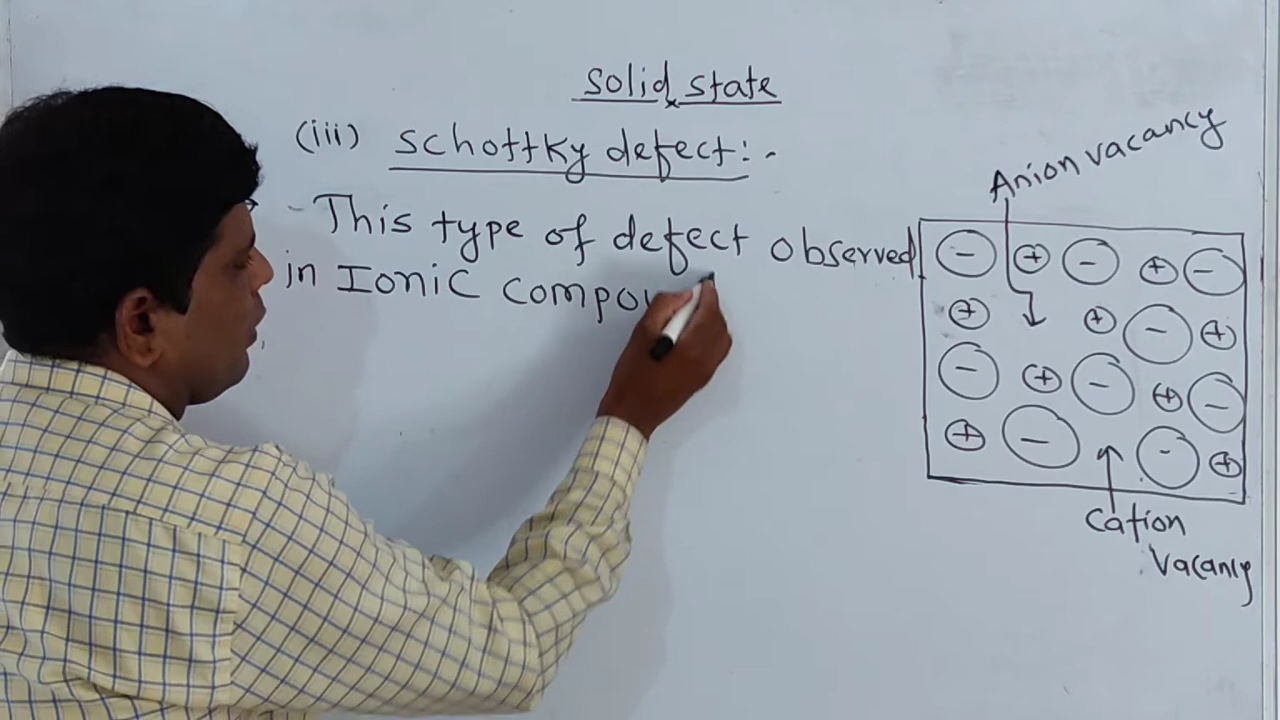 Solid state
(iii) Schottky defect:-
- This type of defect observed
in Ionic compou
Anion vacancy
− + − + −
+ + − +
− + − + −
+ − - +
Cation
Vacancy